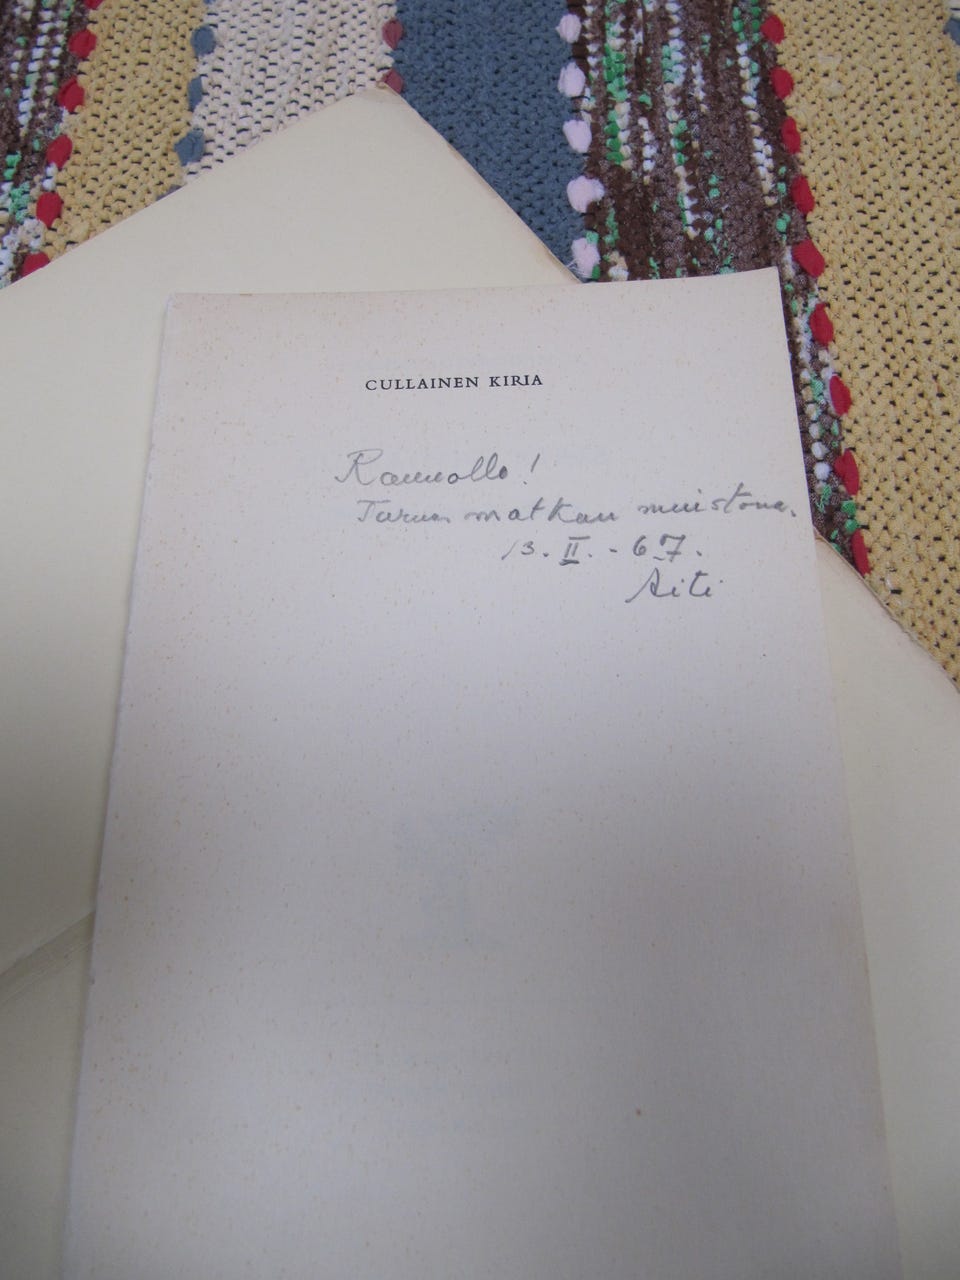 CULLAINEN KIRIA
Raunolle!
Turun matkan muistona.
13. II. - 67.
Äiti